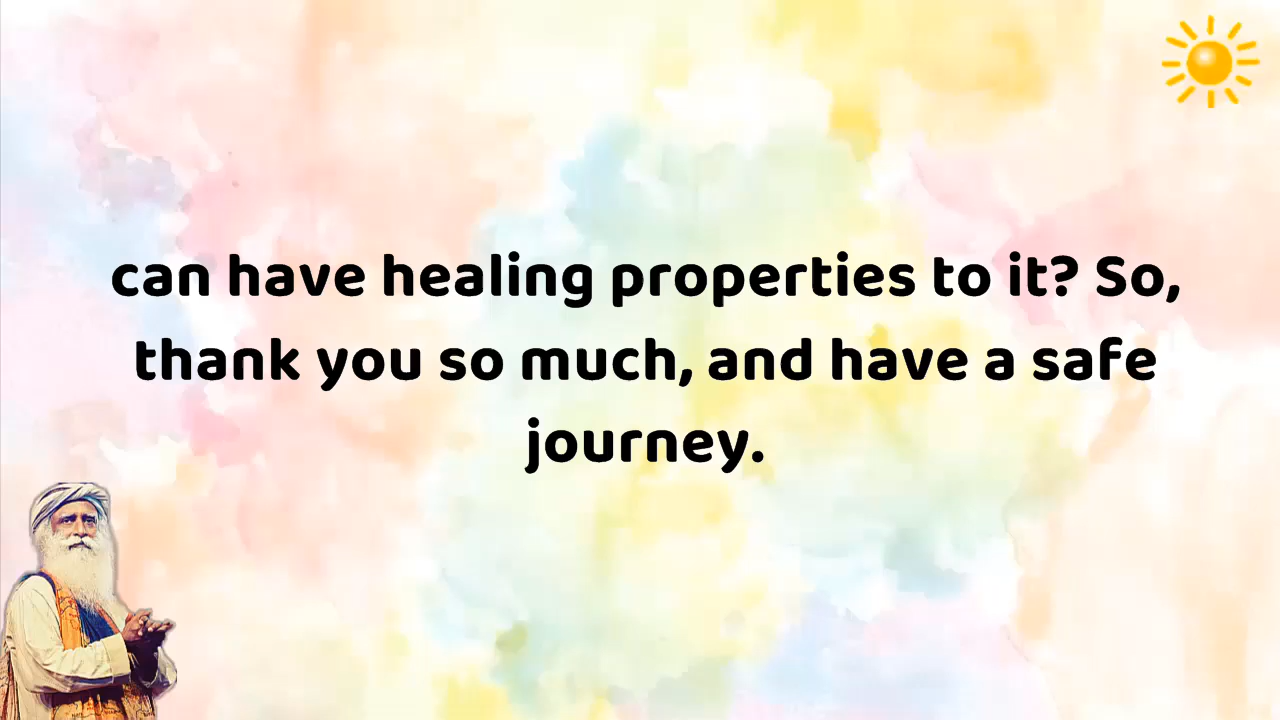 can have healing properties to it? So,
thank you so much, and have a safe
journey.